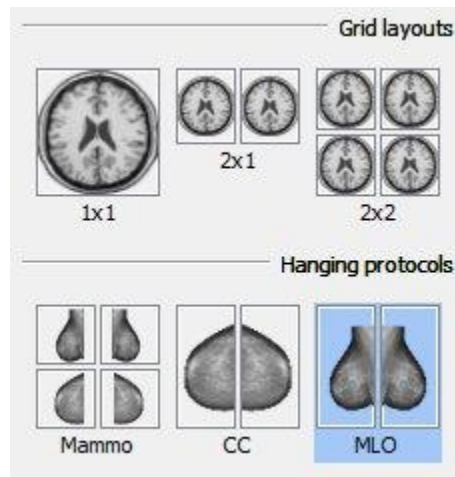 Grid layouts
1x1
2x1
2x2
Hanging protocols
Mammo
CC
MLO